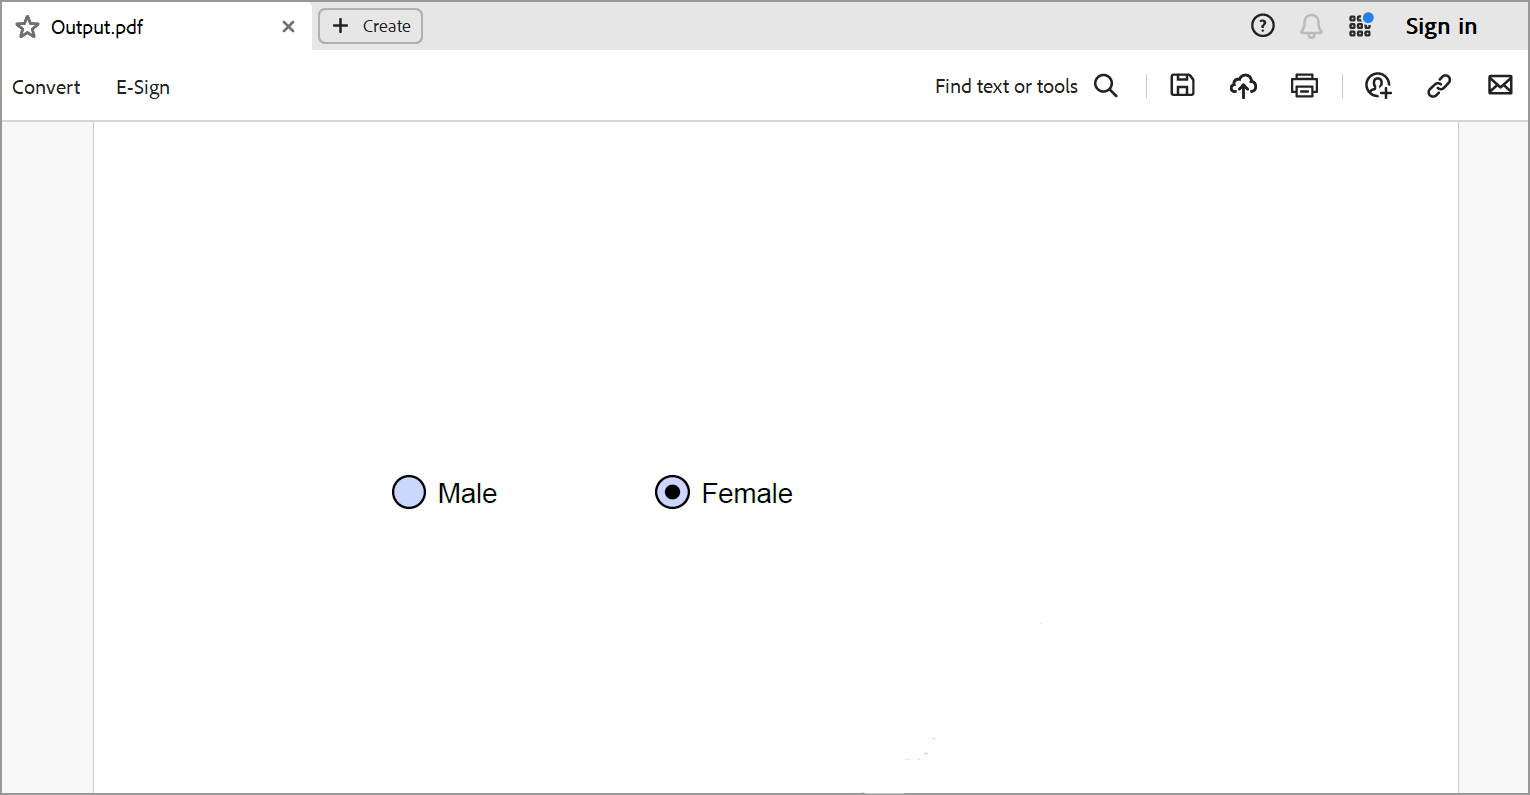 Output.pdf
Create
Sign in
Convert
E-Sign
Find text or tools
Male
Female